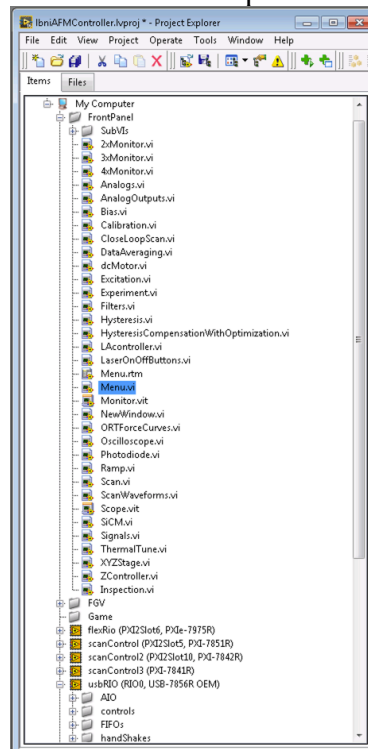 lbniAFMController.lvproj * - Project Explorer
File Edit View Project Operate Tools Window Help
Items Files
My Computer
FrontPanel
SubVIs
2xMonitor.vi
3xMonitor.vi
4xMonitor.vi
Analogs.vi
AnalogOutputs.vi
Bias.vi
Calibration.vi
CloseLoopScan.vi
DataAveraging.vi
dcMotor.vi
Excitation.vi
Experiment.vi
Filters.vi
Hysteresis.vi
HysteresisCompensationWithOptimization.vi
LAcontroller.vi
LaserOnOffButtons.vi
Menu.rtm
Menu.vi
Monitor.vit
NewWindow.vi
ORTForceCurves.vi
Oscilloscope.vi
Photodiode.vi
Ramp.vi
Scan.vi
ScanWaveforms.vi
Scope.vit
SiCM.vi
Signals.vi
ThermalTune.vi
XYZStage.vi
ZController.vi
Inspection.vi
FGV
Game
flexRio (PXI2Slot6, PXIe-7975R)
scanControl (PXI2Slot5, PXI-7851R)
scanControl2 (PXI2Slot10, PXI-7842R)
scanControl3 (PXI-7841R)
usbRIO (RIO0, USB-7856R OEM)
AIO
controls
FIFOs
handShakes